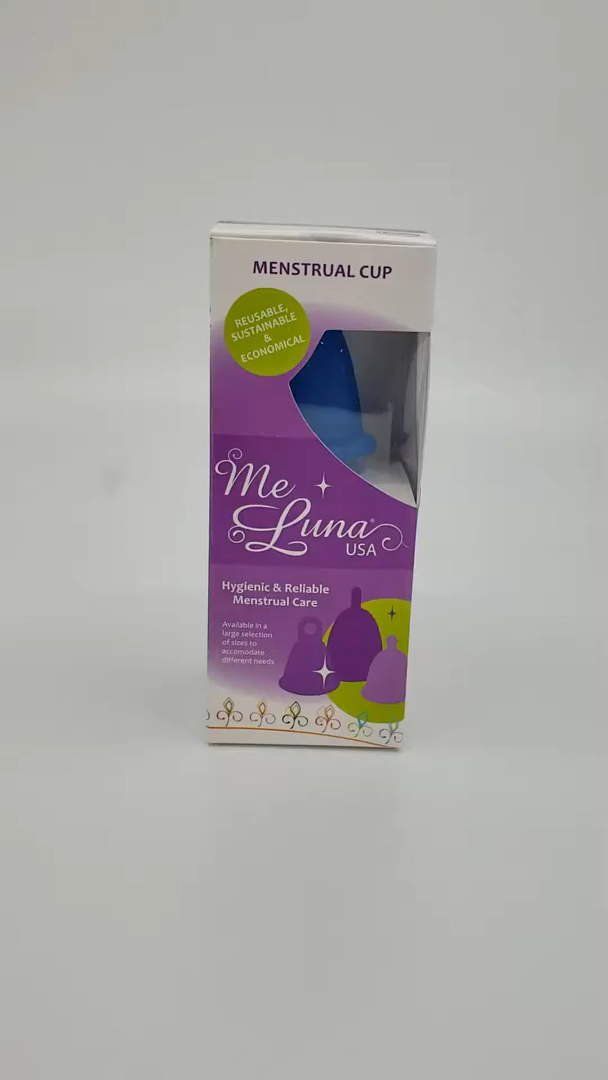 MENSTRUAL CUP
REUSABLE,
SUSTAINABLE
&
ECONOMICAL
Me
Luna®
USA
Hygienic & Reliable
Menstrual Care
Available in a
large selection
of sizes to
accomodate
different needs